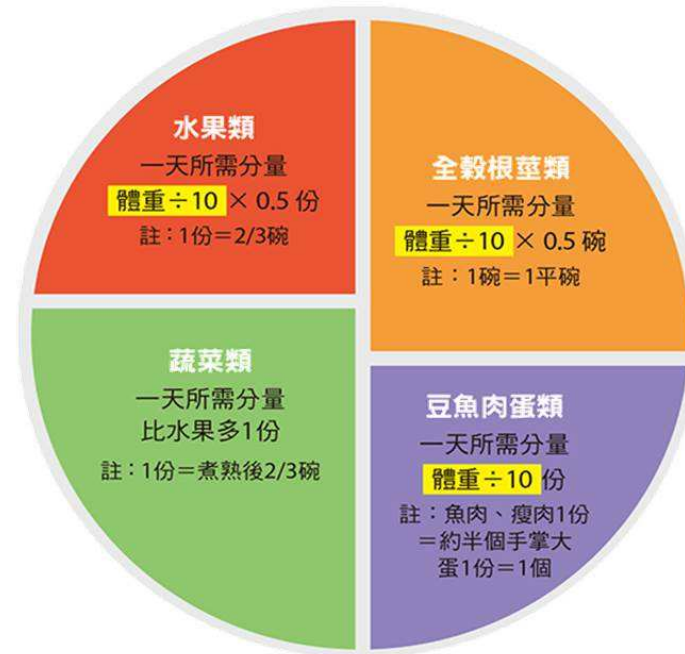 水果類
一天所需分量
體重÷10 × 0.5 份
註：1份＝2/3碗
全穀根莖類
一天所需分量
體重÷10 × 0.5 碗
註：1碗＝1平碗
蔬菜類
一天所需分量
比水果多1份
註：1份＝煮熟後2/3碗
豆魚肉蛋類
一天所需分量
體重÷10 份
註：魚肉、瘦肉1份
＝約半個手掌大
蛋1份＝1個